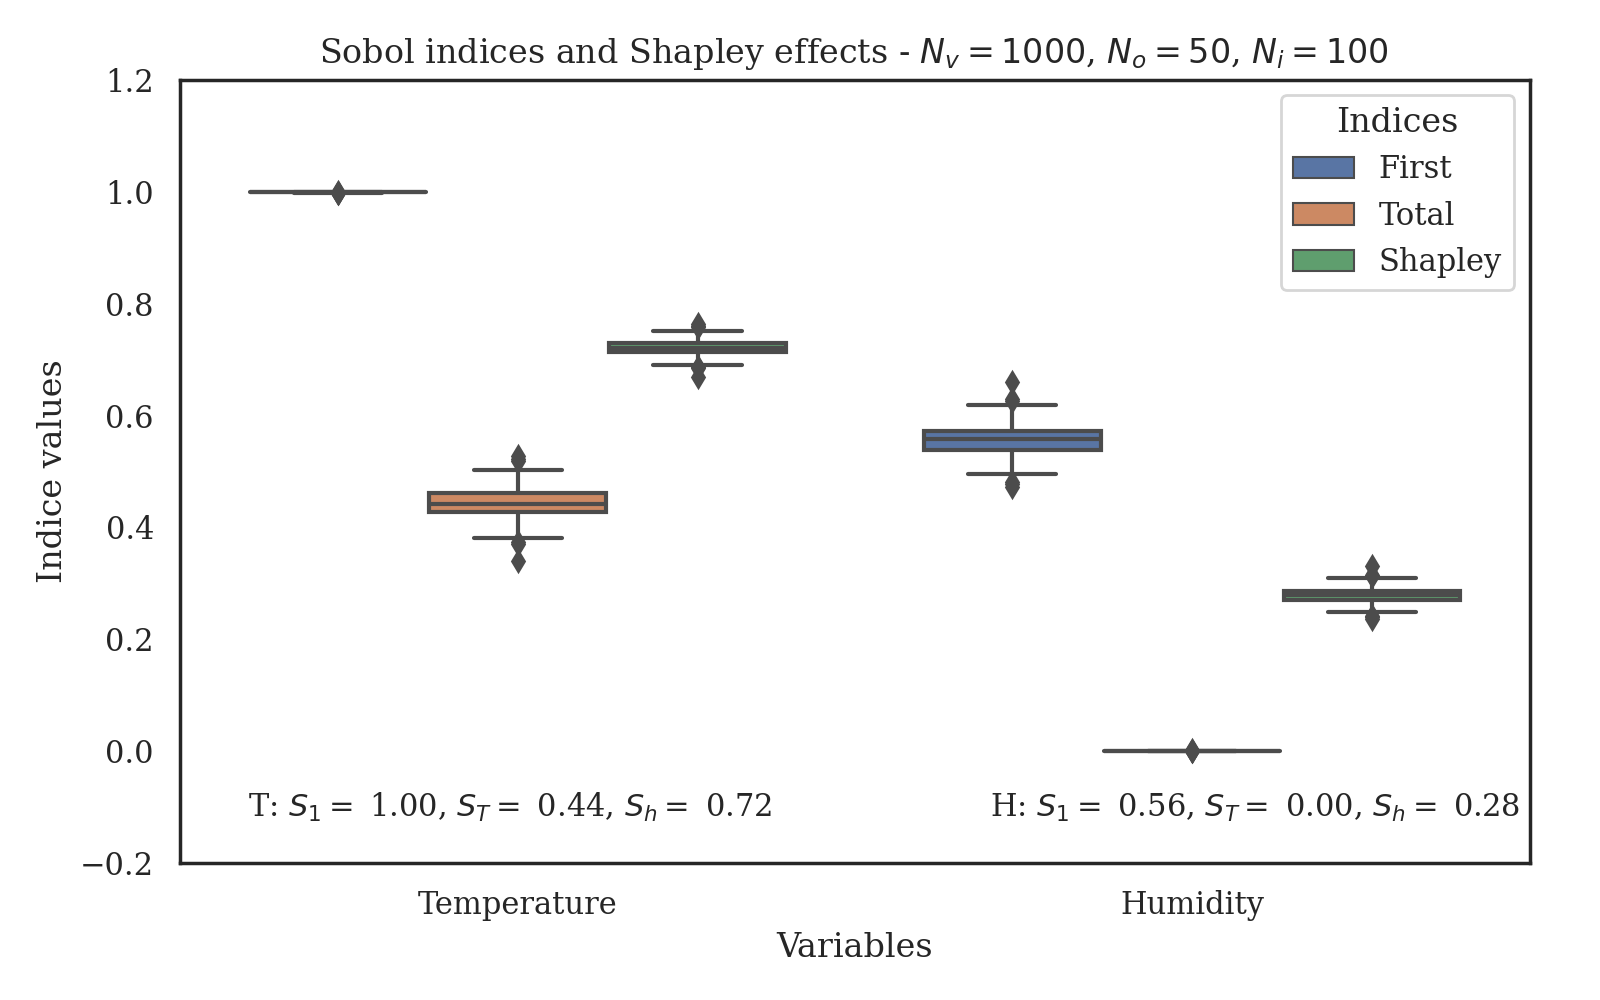 Sobol indices and Shapley effects - N_v = 1000, N_o = 50, N_i = 100
1.2
1.0
0.8
0.6
0.4
0.2
0.0
−0.2
Indice values
Indices
First
Total
Shapley
T: S_1 = 1.00, S_T = 0.44, S_h = 0.72
H: S_1 = 0.56, S_T = 0.00, S_h = 0.28
Temperature
Humidity
Variables